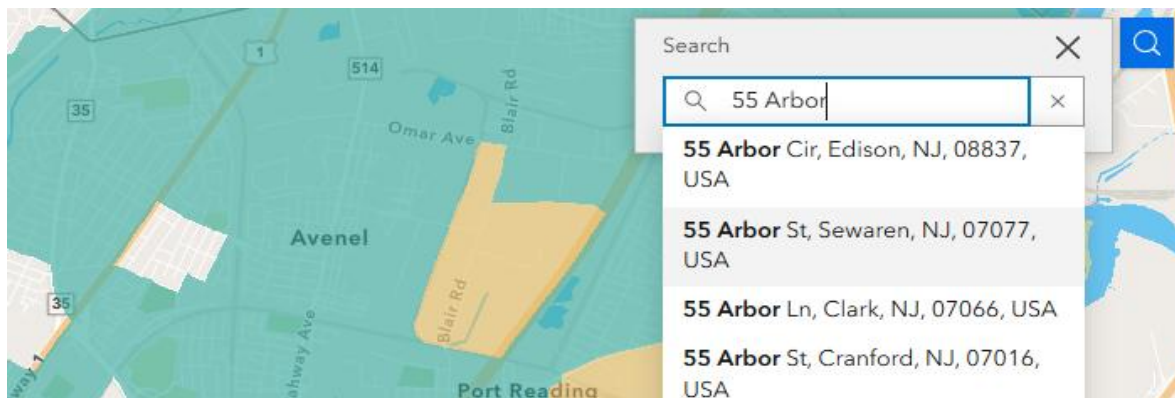 Search
55 Arbor
55 Arbor Cir, Edison, NJ, 08837,
USA
55 Arbor St, Sewaren, NJ, 07077,
USA
55 Arbor Ln, Clark, NJ, 07066, USA
55 Arbor St, Cranford, NJ, 07016,
USA
1
514
35
Omar Ave
Blair Rd
Avenel
35
Blair Rd
1
Port Reading